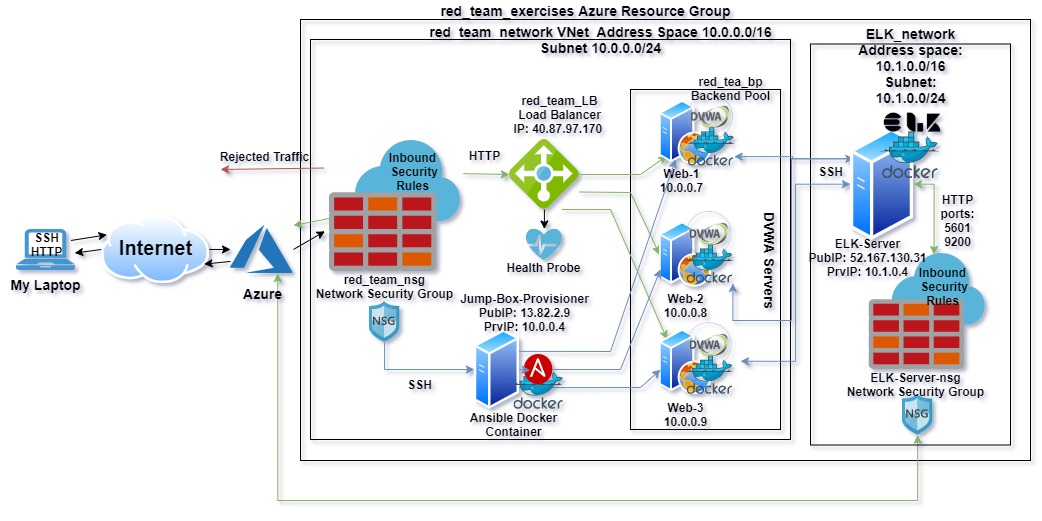 red_team_exercises Azure Resource Group
red_team_network VNet Address Space 10.0.0.0/16
Subnet 10.0.0.0/24
ELK_network
Address space:
10.1.0.0/16
Subnet:
10.1.0.0/24
ELK
docker
red_tea_bp
Backend Pool
red_team_LB
Load Balancer
IP: 40.87.97.170
DVWA
docker
Web-1
10.0.0.7
Rejected Traffic
Inbound
Security
Rules
HTTP
SSH
SSH
HTTP
My Laptop
Internet
Azure
red_team_nsg
Network Security Group
NSG
Health Probe
DVWA
docker
Web-2
10.0.0.8
DVWA Servers
ELK-Server
PubIP: 52.167.130.31
PrvIP: 10.1.0.4
HTTP
ports:
5601
9200
Inbound
Security
Rules
Jump-Box-Provisioner
PubIP: 13.82.2.9
PrvIP: 10.0.0.4
SSH
docker
Ansible Docker
Container
DVWA
docker
Web-3
10.0.0.9
ELK-Server-nsg
Network Security Group
NSG